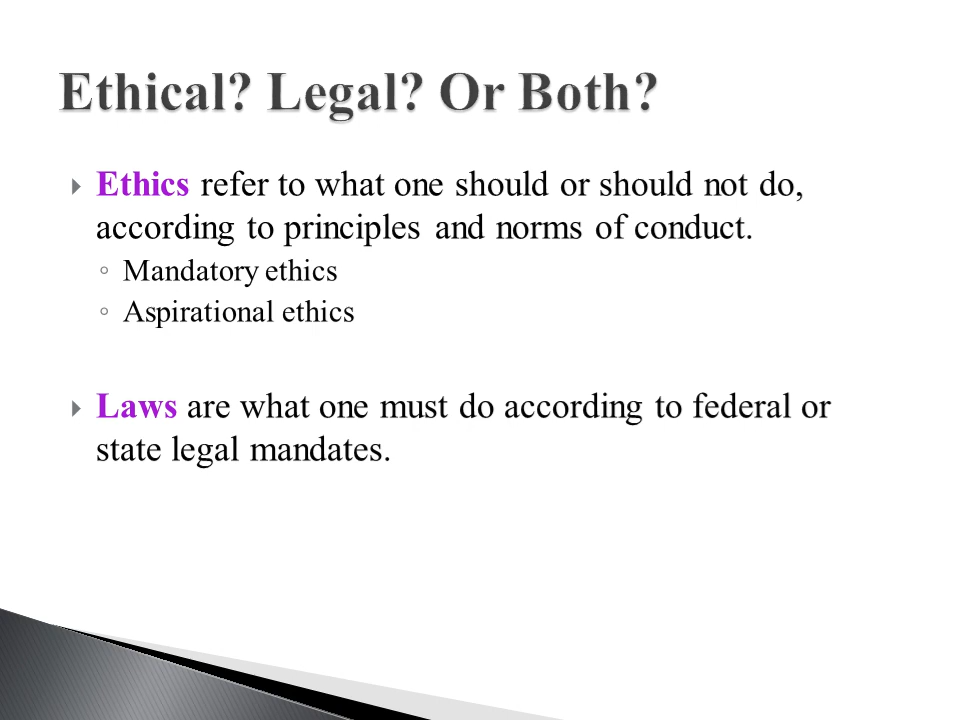 Ethical? Legal? Or Both?
Ethics refer to what one should or should not do,
according to principles and norms of conduct.
Mandatory ethics
Aspirational ethics
Laws are what one must do according to federal or
state legal mandates.